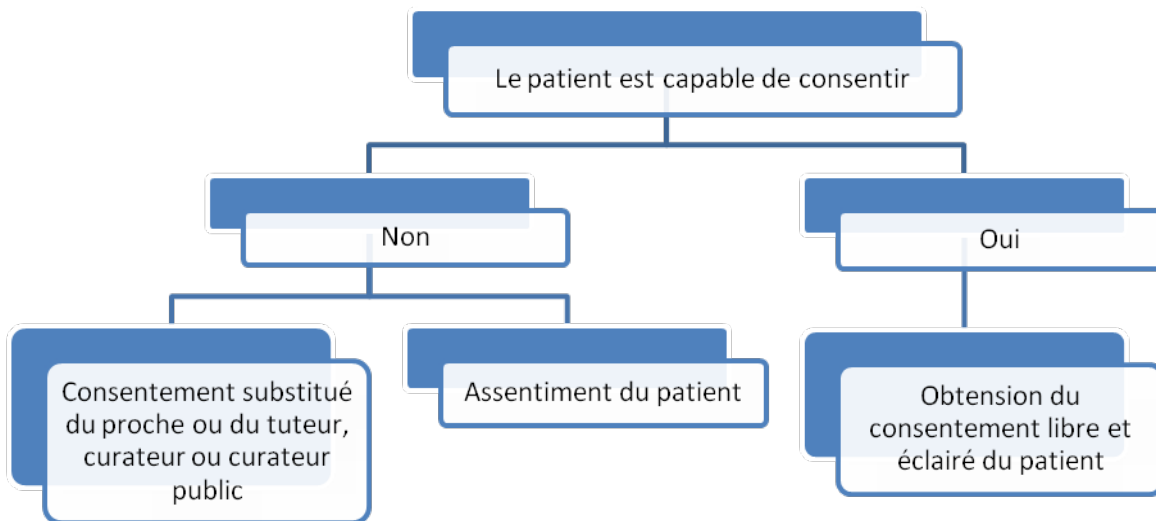 Le patient est capable de consentir
Non
Oui
Consentement substitué
du proche ou du tuteur,
curateur ou curateur
public
Assentiment du patient
Obtension du
consentement libre et
éclairé du patient